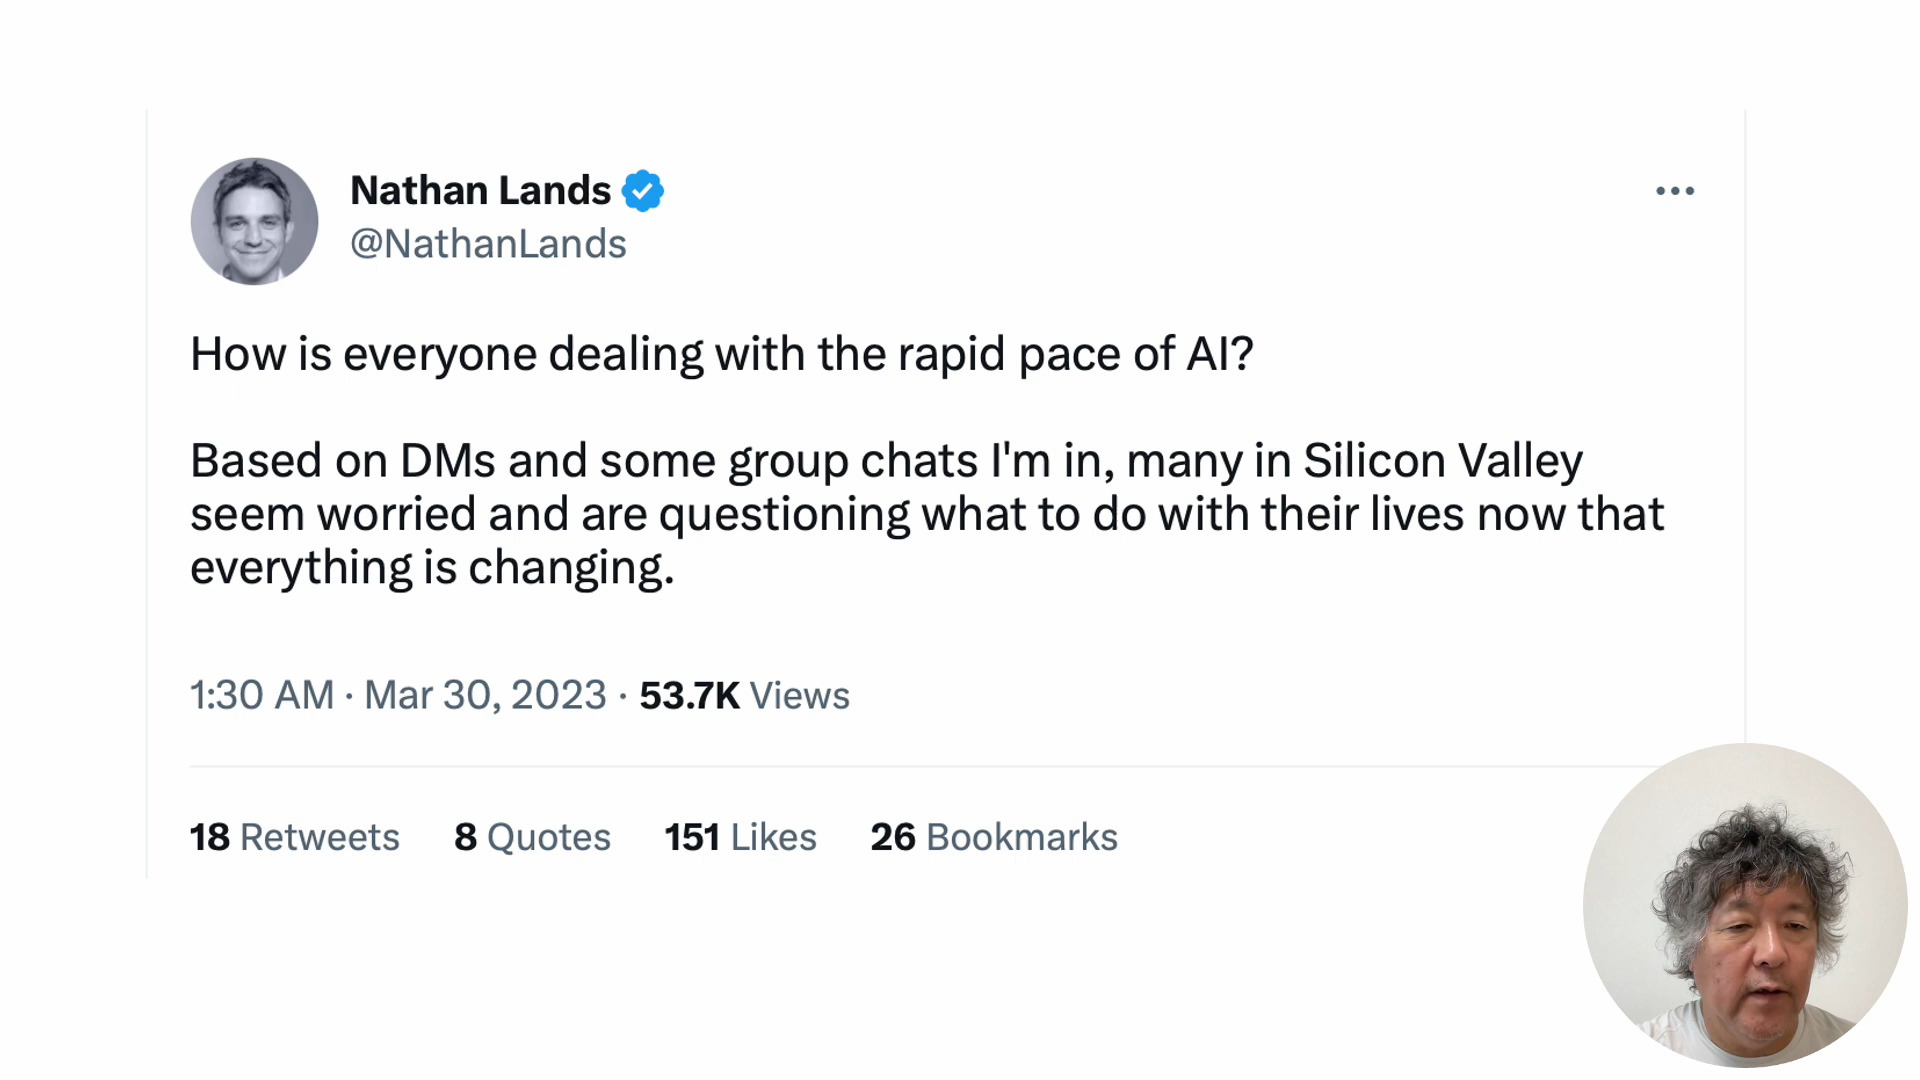 Nathan Lands
@NathanLands
How is everyone dealing with the rapid pace of AI?
Based on DMs and some group chats I'm in, many in Silicon Valley
seem worried and are questioning what to do with their lives now that
everything is changing.
1:30 AM · Mar 30, 2023 · 53.7K Views
18 Retweets 8 Quotes 151 Likes 26 Bookmarks